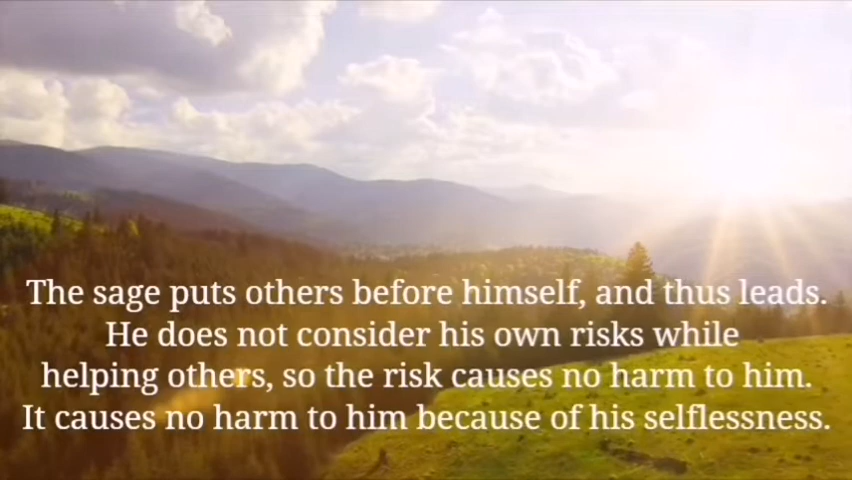 The sage puts others before himself, and thus leads.
He does not consider his own risks while
helping others, so the risk causes no harm to him.
It causes no harm to him because of his selflessness.